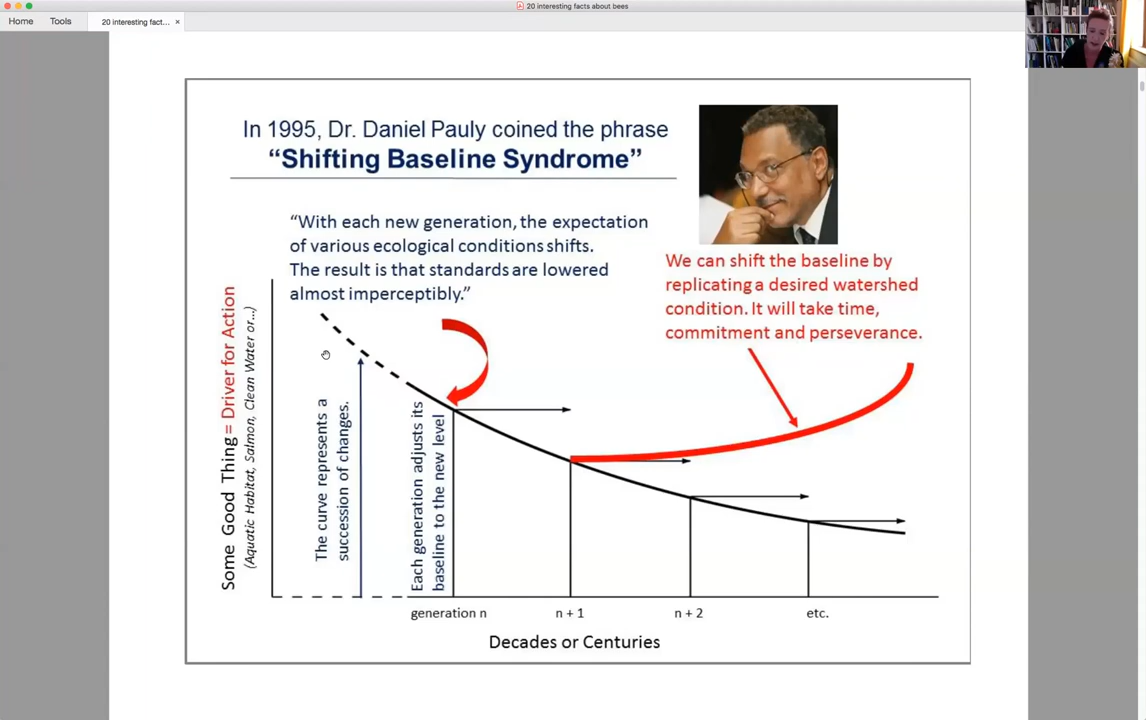 20 interesting facts about bees
Home Tools 20 interesting fact... ×
In 1995, Dr. Daniel Pauly coined the phrase
“Shifting Baseline Syndrome”
“With each new generation, the expectation
of various ecological conditions shifts.
The result is that standards are lowered
almost imperceptibly.”
We can shift the baseline by
replicating a desired watershed
condition. It will take time,
commitment and perseverance.
Some Good Thing = Driver for Action
(Aquatic Habitat, Salmon, Clean Water or...)
The curve represents a
succession of changes.
Each generation adjusts its
baseline to the new level
generation n n + 1 n + 2 etc.
Decades or Centuries